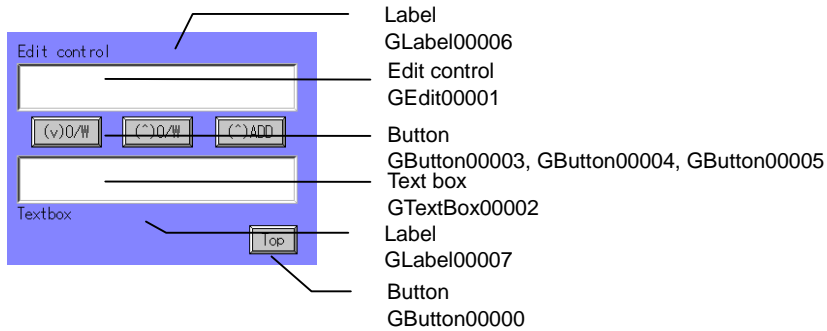 Label
GLabel00006
Edit control
Edit control
GEdit00001
(v)O/W
(^)O/W
(^)ADD
Button
GButton00003, GButton00004, GButton00005
Text box
GTextBox00002
Textbox
Label
GLabel00007
Top
Button
GButton00000